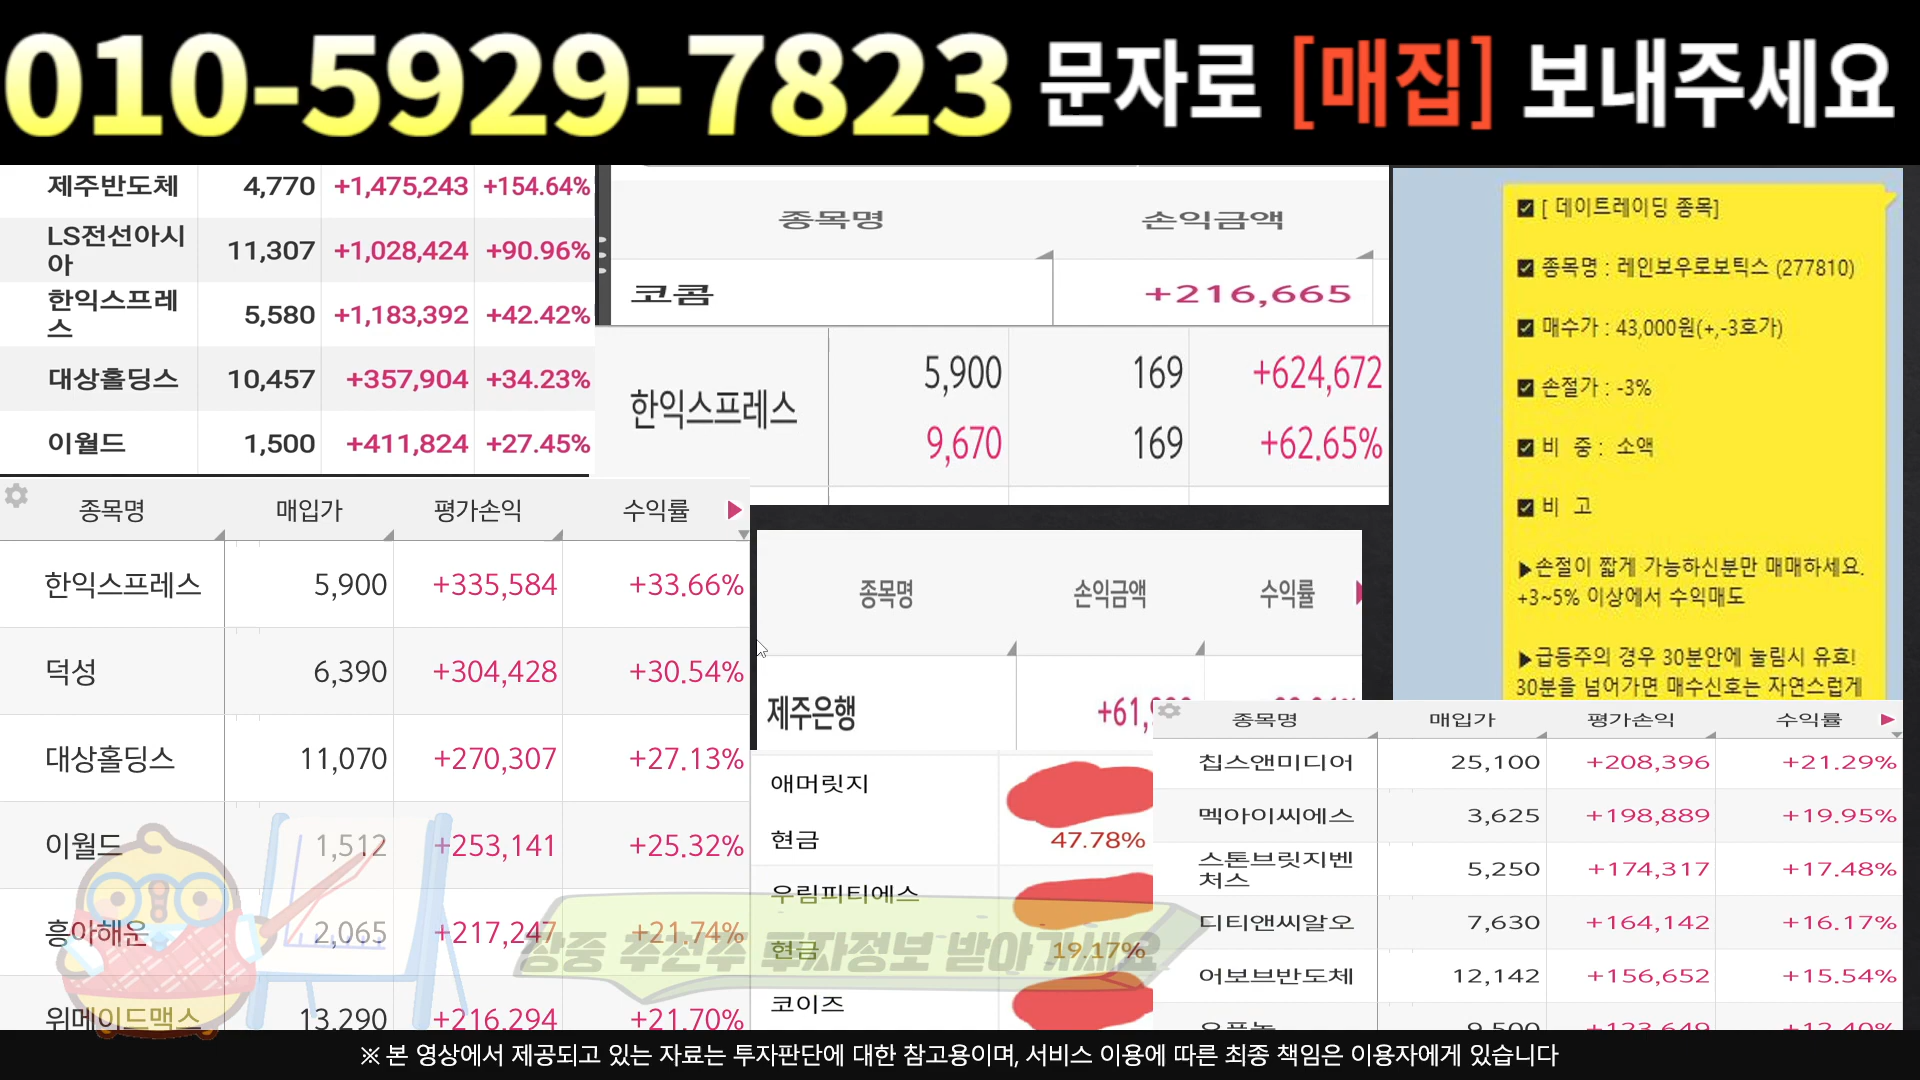 010-5929-7823 문자로 [매집] 보내주세요
제주반도체 4,770 +1,475,243 +154.64%
LS전선아시아 11,307 +1,028,424 +90.96%
한익스프레스 5,580 +1,183,392 +42.42%
대상홀딩스 10,457 +357,904 +34.23%
이월드 1,500 +411,824 +27.45%
종목명 손익금액
코콤 +216,665
한익스프레스 5,900 169 +624,672
9,670 169 +62.65%
☑ [ 데이트레이딩 종목]
☑ 종목명 : 레인보우로보틱스 (277810)
☑ 매수가 : 43,000원(+,-3호가)
☑ 손절가 : -3%
☑ 비 중 : 소액
☑ 비 고
▶손절이 짧게 가능하신분만 매매하세요.
+3~5% 이상에서 수익매도
▶급등주의 경우 30분안에 눌림시 유효!
30분을 넘어가면 매수신호는 자연스럽게
종목명 매입가 평가손익 수익률
한익스프레스 5,900 +335,584 +33.66%
덕성 6,390 +304,428 +30.54%
대상홀딩스 11,070 +270,307 +27.13%
이월드 1,512 +253,141 +25.32%
흥아해운 2,065 +217,247 +21.74%
위메이드맥스 13,290 +216,294 +21.70%
종목명 손익금액 수익률
제주은행 +61,
애머릿지
현금 47.78%
우림피티에스
현금 19.17%
코이즈
종목명 매입가 평가손익 수익률
칩스앤미디어 25,100 +208,396 +21.29%
멕아이씨에스 3,625 +198,889 +19.95%
스톤브릿지벤처스 5,250 +174,317 +17.48%
디티앤씨알오 7,630 +164,142 +16.17%
어보브반도체 12,142 +156,652 +15.54%
9,500 +123,649 +12.40%
추천주 투자정보 받아가세요
※ 본 영상에서 제공되고 있는 자료는 투자판단에 대한 참고용이며, 서비스 이용에 따른 최종 책임은 이용자에게 있습니다